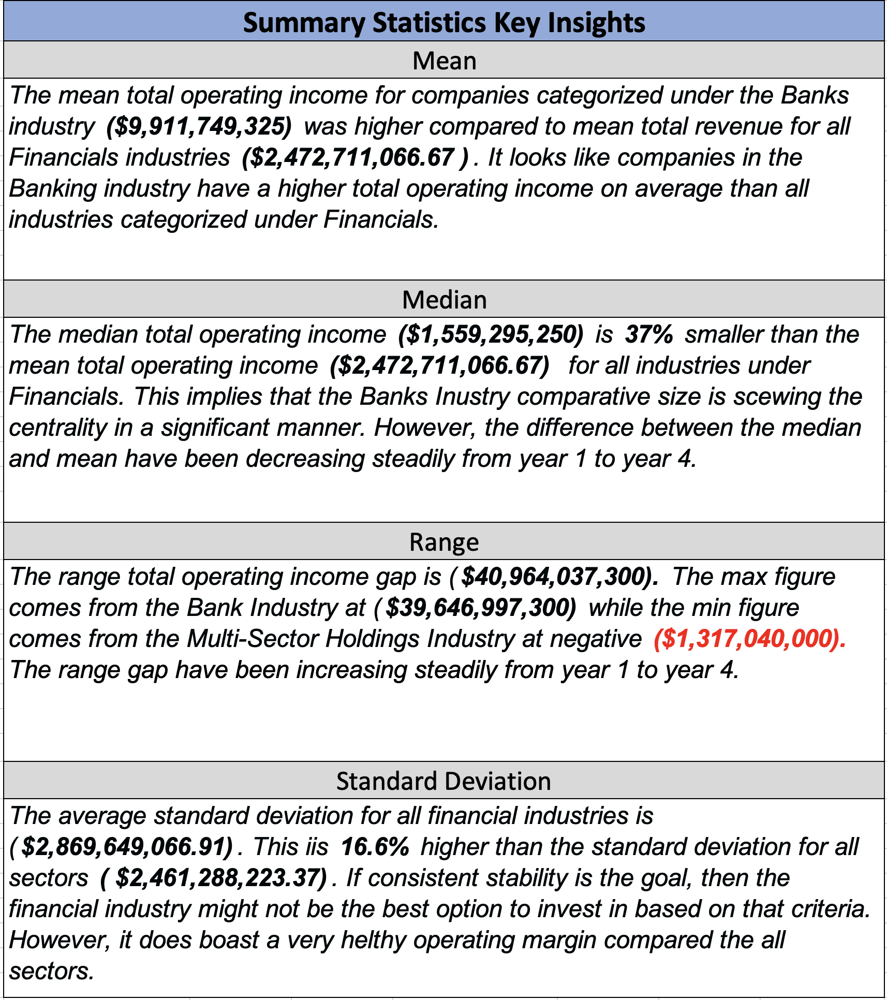 Summary Statistics Key Insights
Mean
The mean total operating income for companies categorized under the Banks
industry ($9,911,749,325) was higher compared to mean total revenue for all
Financials industries ($2,472,711,066.67 ) . It looks like companies in the
Banking industry have a higher total operating income on average than all
industries categorized under Financials.
Median
The median total operating income ($1,559,295,250) is 37% smaller than the
mean total operating income ($2,472,711,066.67) for all industries under
Financials. This implies that the Banks Inustry comparative size is scewing the
centrality in a significant manner. However, the difference between the median
and mean have been decreasing steadily from year 1 to year 4.
Range
The range total operating income gap is ( $40,964,037,300). The max figure
comes from the Bank Industry at ( $39,646,997,300) while the min figure
comes from the Multi-Sector Holdings Industry at negative ($1,317,040,000).
The range gap have been increasing steadily from year 1 to year 4.
Standard Deviation
The average standard deviation for all financial industries is
( $2,869,649,066.91) . This iis 16.6% higher than the standard deviation for all
sectors ( $2,461,288,223.37) . If consistent stability is the goal, then the
financial industry might not be the best option to invest in based on that criteria.
However, it does boast a very helthy operating margin compared the all
sectors.